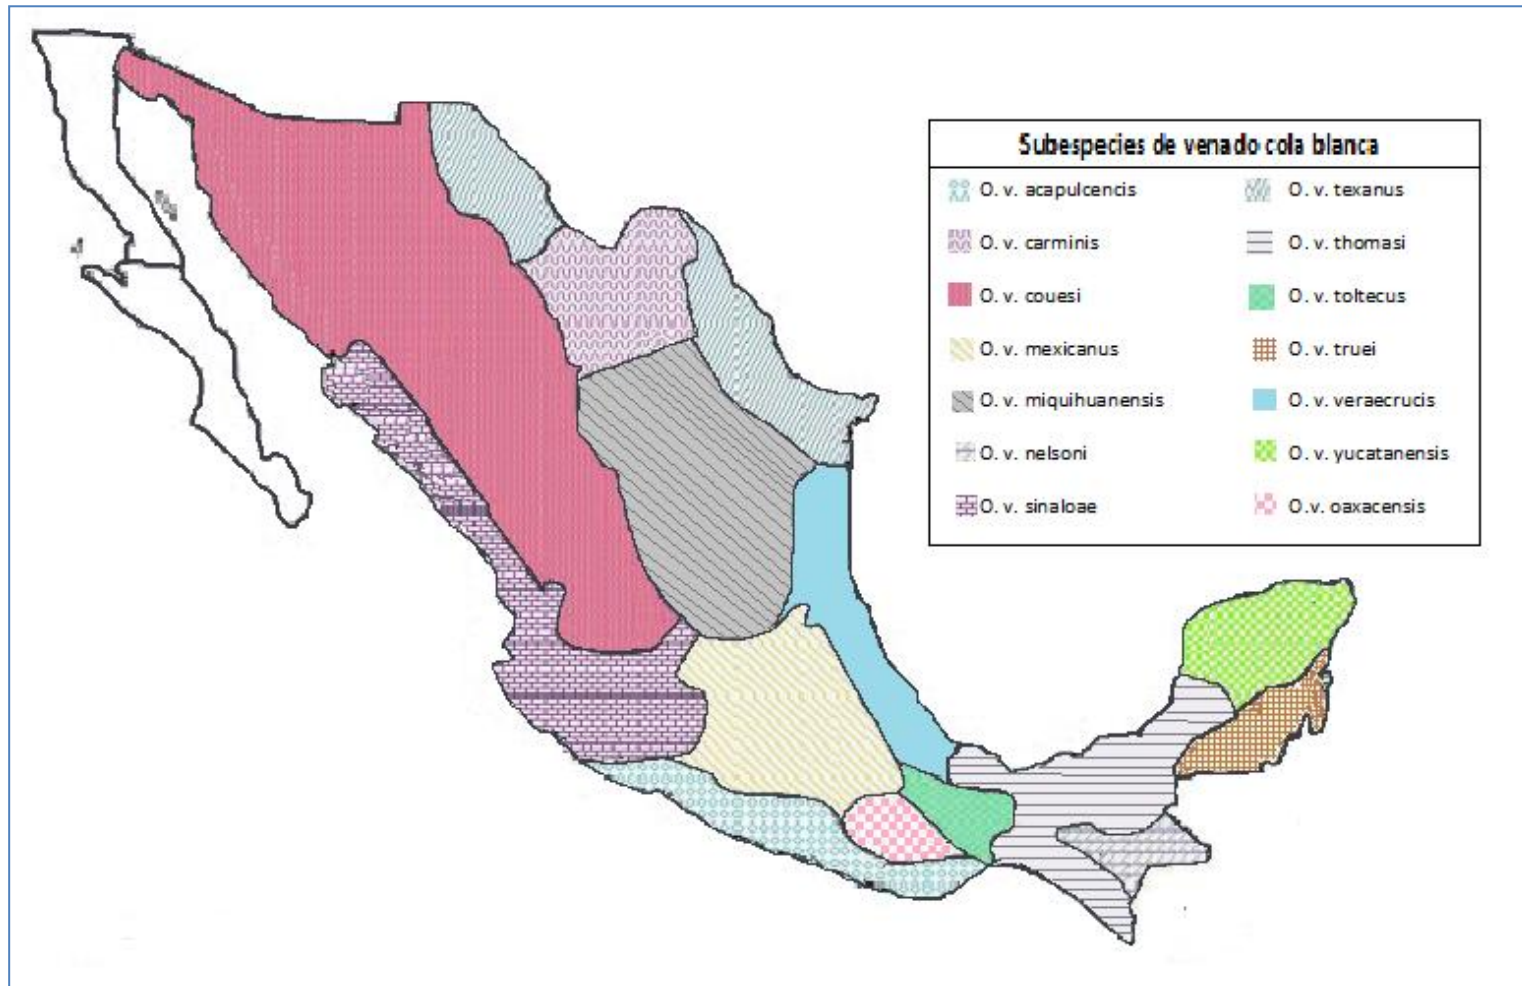 Subespecies de venado cola blanca
O. v. acapulcencis
O. v. texanus
O. v. carminis
O. v. thomasi
O. v. couesi
O. v. toltecus
O. v. mexicanus
O. v. truei
O. v. miquihuanensis
O. v. veraecrucis
O. v. nelsoni
O. v. yucatanensis
O. v. sinaloae
O.v. oaxacensis